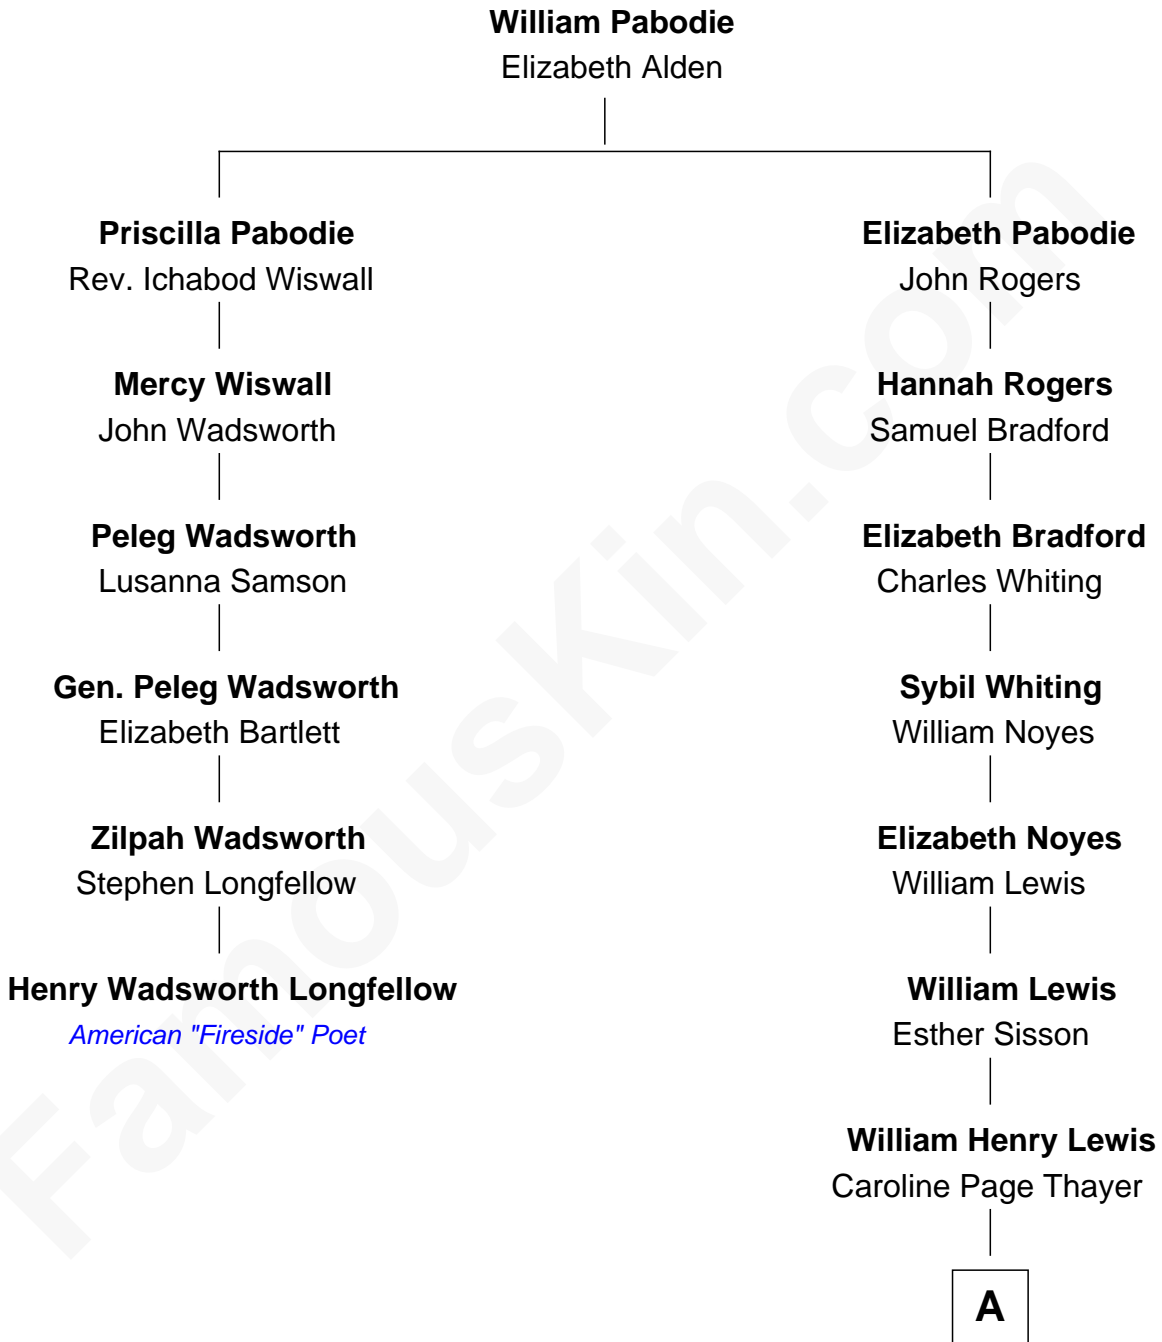 William Pabodie
Elizabeth Alden
Priscilla Pabodie
Rev. Ichabod Wiswall
Elizabeth Pabodie
John Rogers
Mercy Wiswall
John Wadsworth
Hannah Rogers
Samuel Bradford
Peleg Wadsworth
Lusanna Samson
Elizabeth Bradford
Charles Whiting
Gen. Peleg Wadsworth
Elizabeth Bartlett
Sybil Whiting
William Noyes
Zilpah Wadsworth
Stephen Longfellow
Elizabeth Noyes
William Lewis
Henry Wadsworth Longfellow
American "Fireside" Poet
William Lewis
Esther Sisson
William Henry Lewis
Caroline Page Thayer
A
FamousKin.com